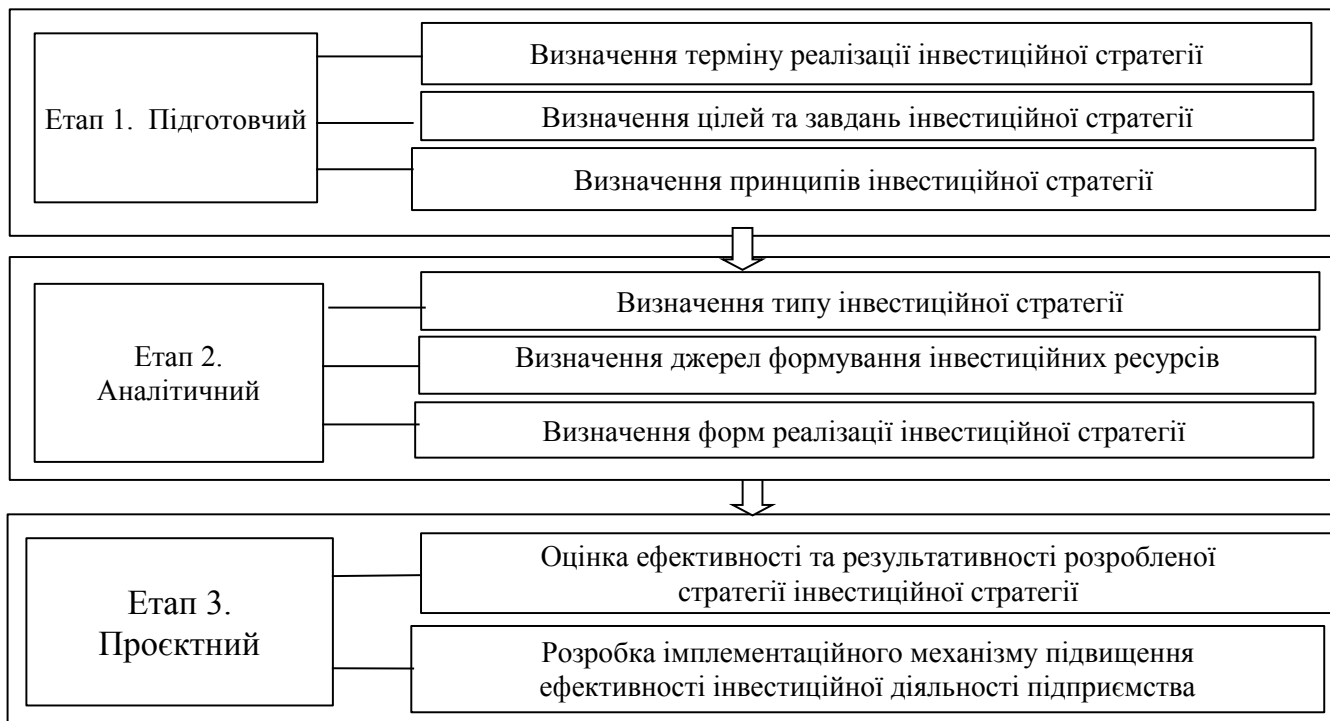 Етап 1. Підготовчий
Визначення терміну реалізації інвестиційної стратегії
Визначення цілей та завдань інвестиційної стратегії
Визначення принципів інвестиційної стратегії
Етап 2.
Аналітичний
Визначення типу інвестиційної стратегії
Визначення джерел формування інвестиційних ресурсів
Визначення форм реалізації інвестиційної стратегії
Етап 3.
Проєктний
Оцінка ефективності та результативності розробленої
стратегії інвестиційної стратегії
Розробка імплементаційного механізму підвищення
ефективності інвестиційної діяльності підприємства